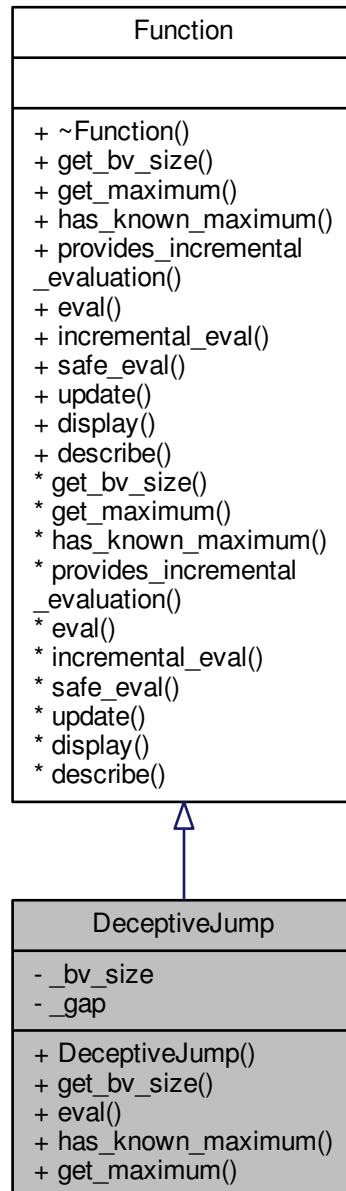 Function
+ ~Function()
+ get_bv_size()
+ get_maximum()
+ has_known_maximum()
+ provides_incremental
_evaluation()
+ eval()
+ incremental_eval()
+ safe_eval()
+ update()
+ display()
+ describe()
* get_bv_size()
* get_maximum()
* has_known_maximum()
* provides_incremental
_evaluation()
* eval()
* incremental_eval()
* safe_eval()
* update()
* display()
* describe()
DeceptiveJump
- _bv_size
- _gap
+ DeceptiveJump()
+ get_bv_size()
+ eval()
+ has_known_maximum()
+ get_maximum()